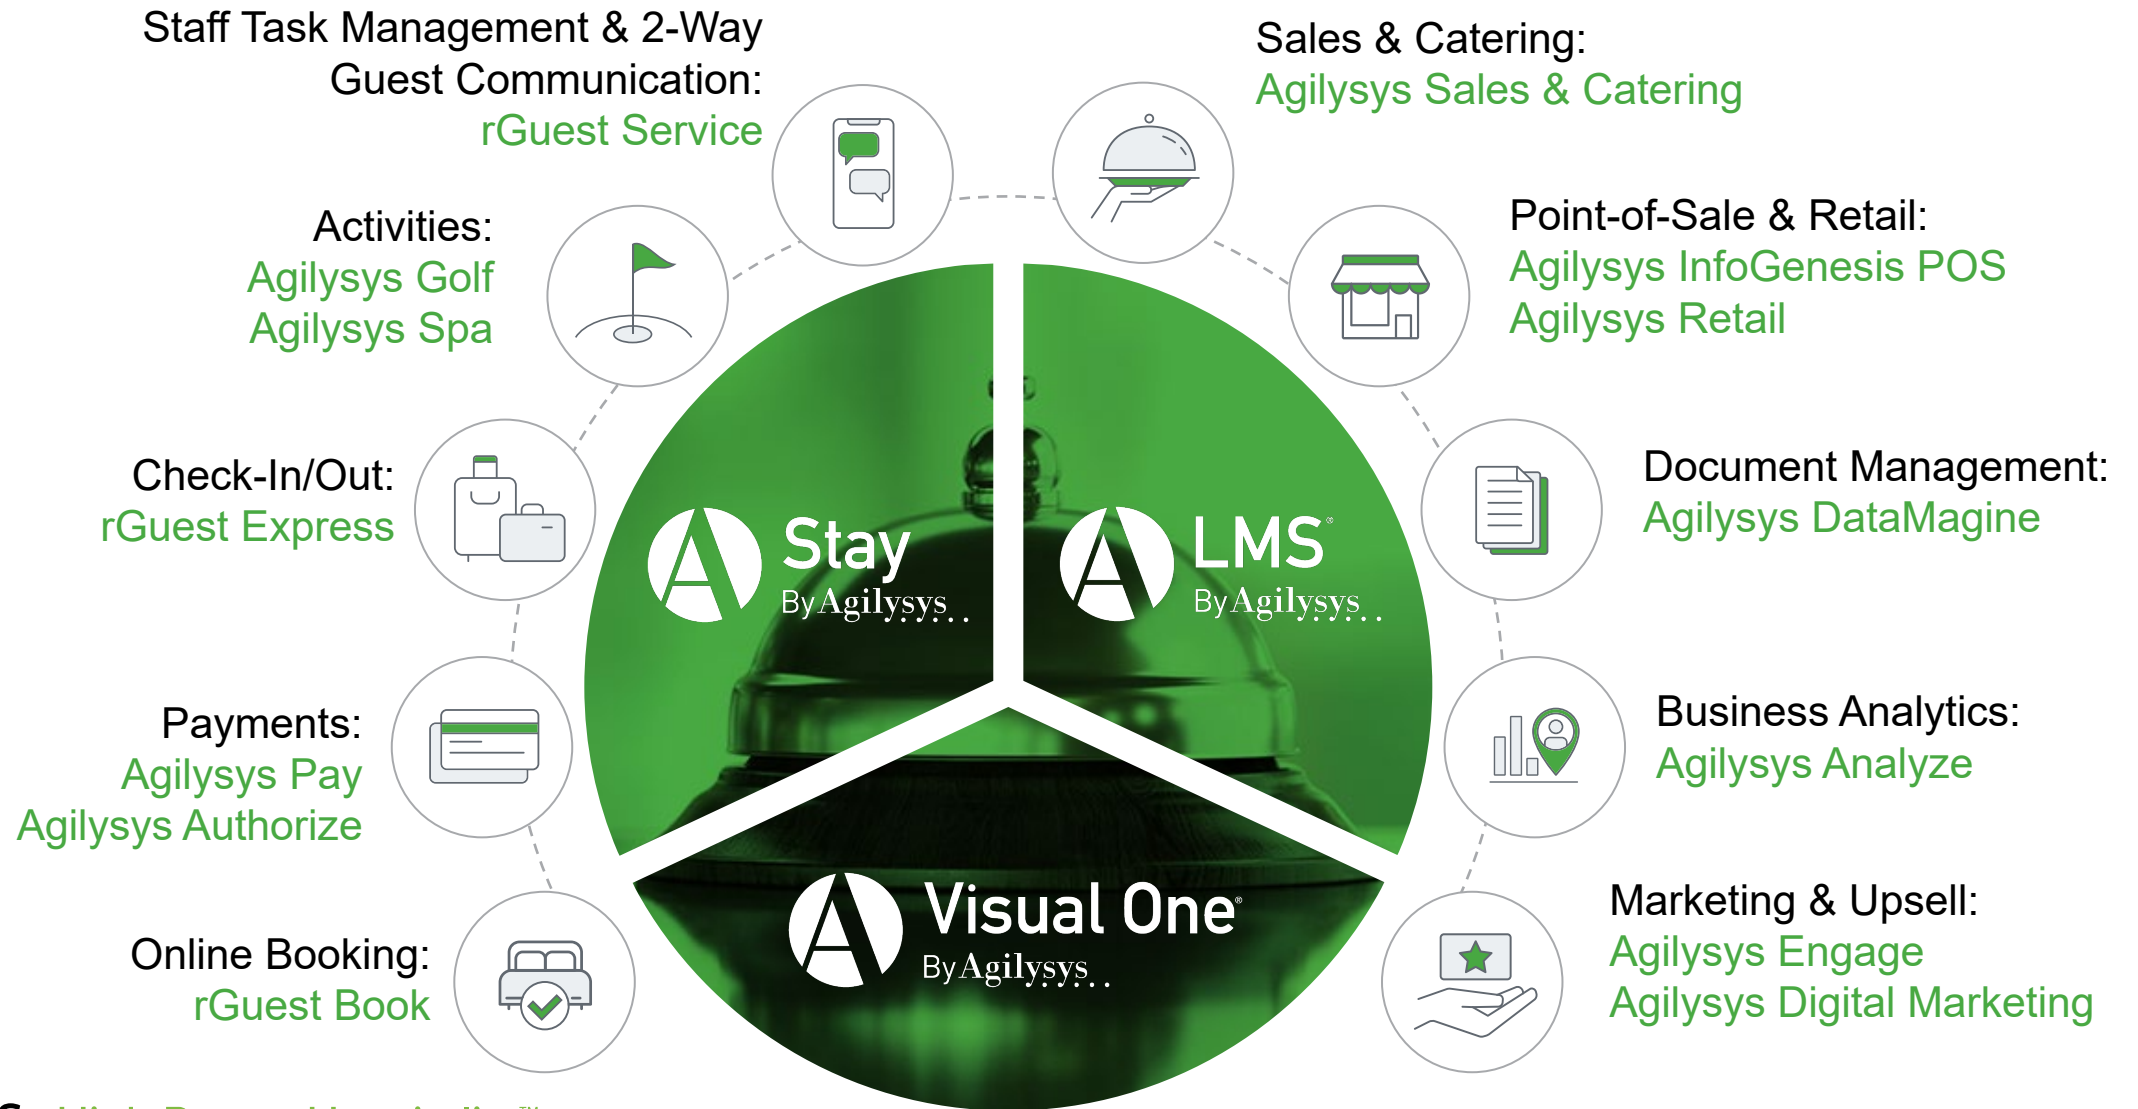 Staff Task Management & 2-Way
Guest Communication:
rGuest Service
Sales & Catering:
Agilysys Sales & Catering
Activities:
Agilysys Golf
Agilysys Spa
Point-of-Sale & Retail:
Agilysys InfoGenesis POS
Agilysys Retail
Check-In/Out:
rGuest Express
Document Management:
Agilysys DataMagine
Stay
By Agilysys
LMS®
By Agilysys
Payments:
Agilysys Pay
Agilysys Authorize
Business Analytics:
Agilysys Analyze
Visual One®
By Agilysys
Online Booking:
rGuest Book
Marketing & Upsell:
Agilysys Engage
Agilysys Digital Marketing